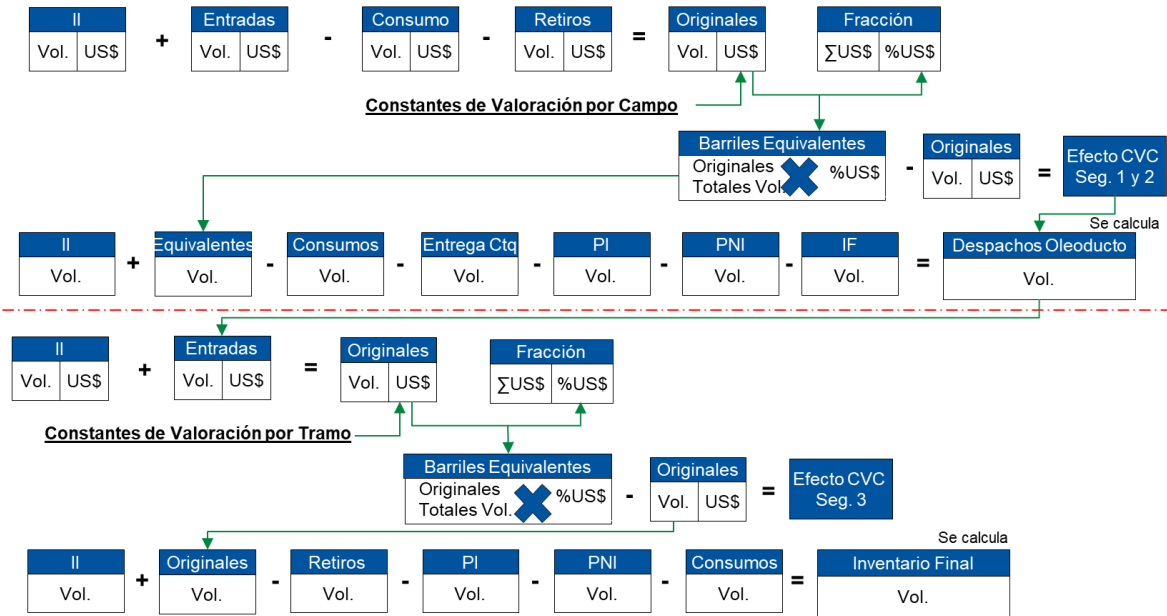 II + Entradas - Consumo - Retiros = Originales Fracción
Vol. US$ Vol. US$ Vol. US$ Vol. US$ Vol. US$ ∑US$ %US$
Constantes de Valoración por Campo
Barriles Equivalentes
Originales
Totales Vol. %US$
-
Originales
Vol. US$
=
Efecto CVC
Seg. 1 y 2
Se calcula
II + Equivalentes - Consumos - Entrega Ctq - PI - PNI - IF = Despachos Oleoducto
Vol. Vol. Vol. Vol. Vol. Vol. Vol. Vol.
II + Entradas = Originales Fracción
Vol. US$ Vol. US$ Vol. US$ ∑US$ %US$
Constantes de Valoración por Tramo
Barriles Equivalentes
Originales
Totales Vol. %US$
-
Originales
Vol. US$
=
Efecto CVC
Seg. 3
Se calcula
II + Originales - Retiros - PI - PNI - Consumos = Inventario Final
Vol. Vol. Vol. Vol. Vol. Vol. Vol.